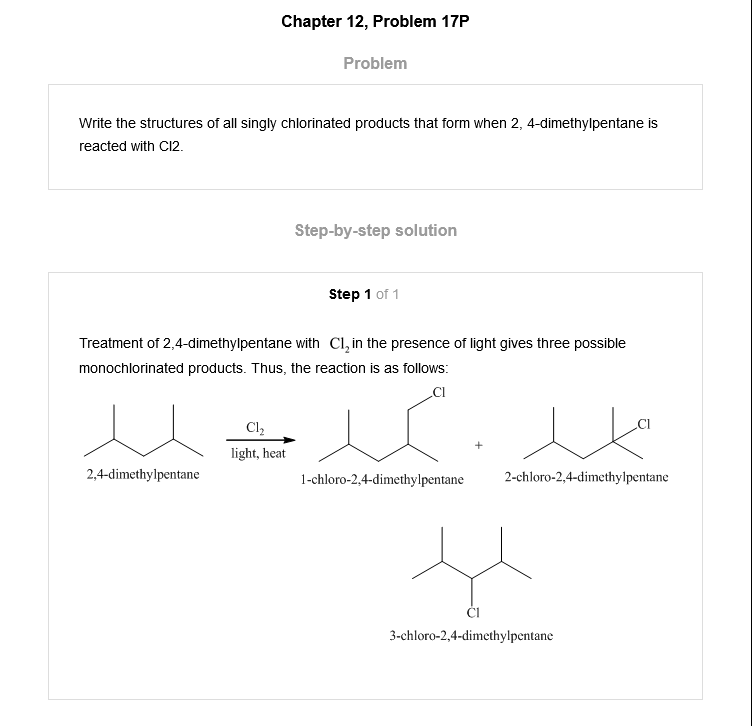 Chapter 12, Problem 17P
Problem
Write the structures of all singly chlorinated products that form when 2, 4-dimethylpentane is
reacted with Cl2.
Step-by-step solution
Step 1 of 1
Treatment of 2,4-dimethylpentane with Cl₂ in the presence of light gives three possible
monochlorinated products. Thus, the reaction is as follows:
Cl
Cl₂
light, heat
+
Cl
2,4-dimethylpentane
1-chloro-2,4-dimethylpentane
2-chloro-2,4-dimethylpentane
Cl
3-chloro-2,4-dimethylpentane